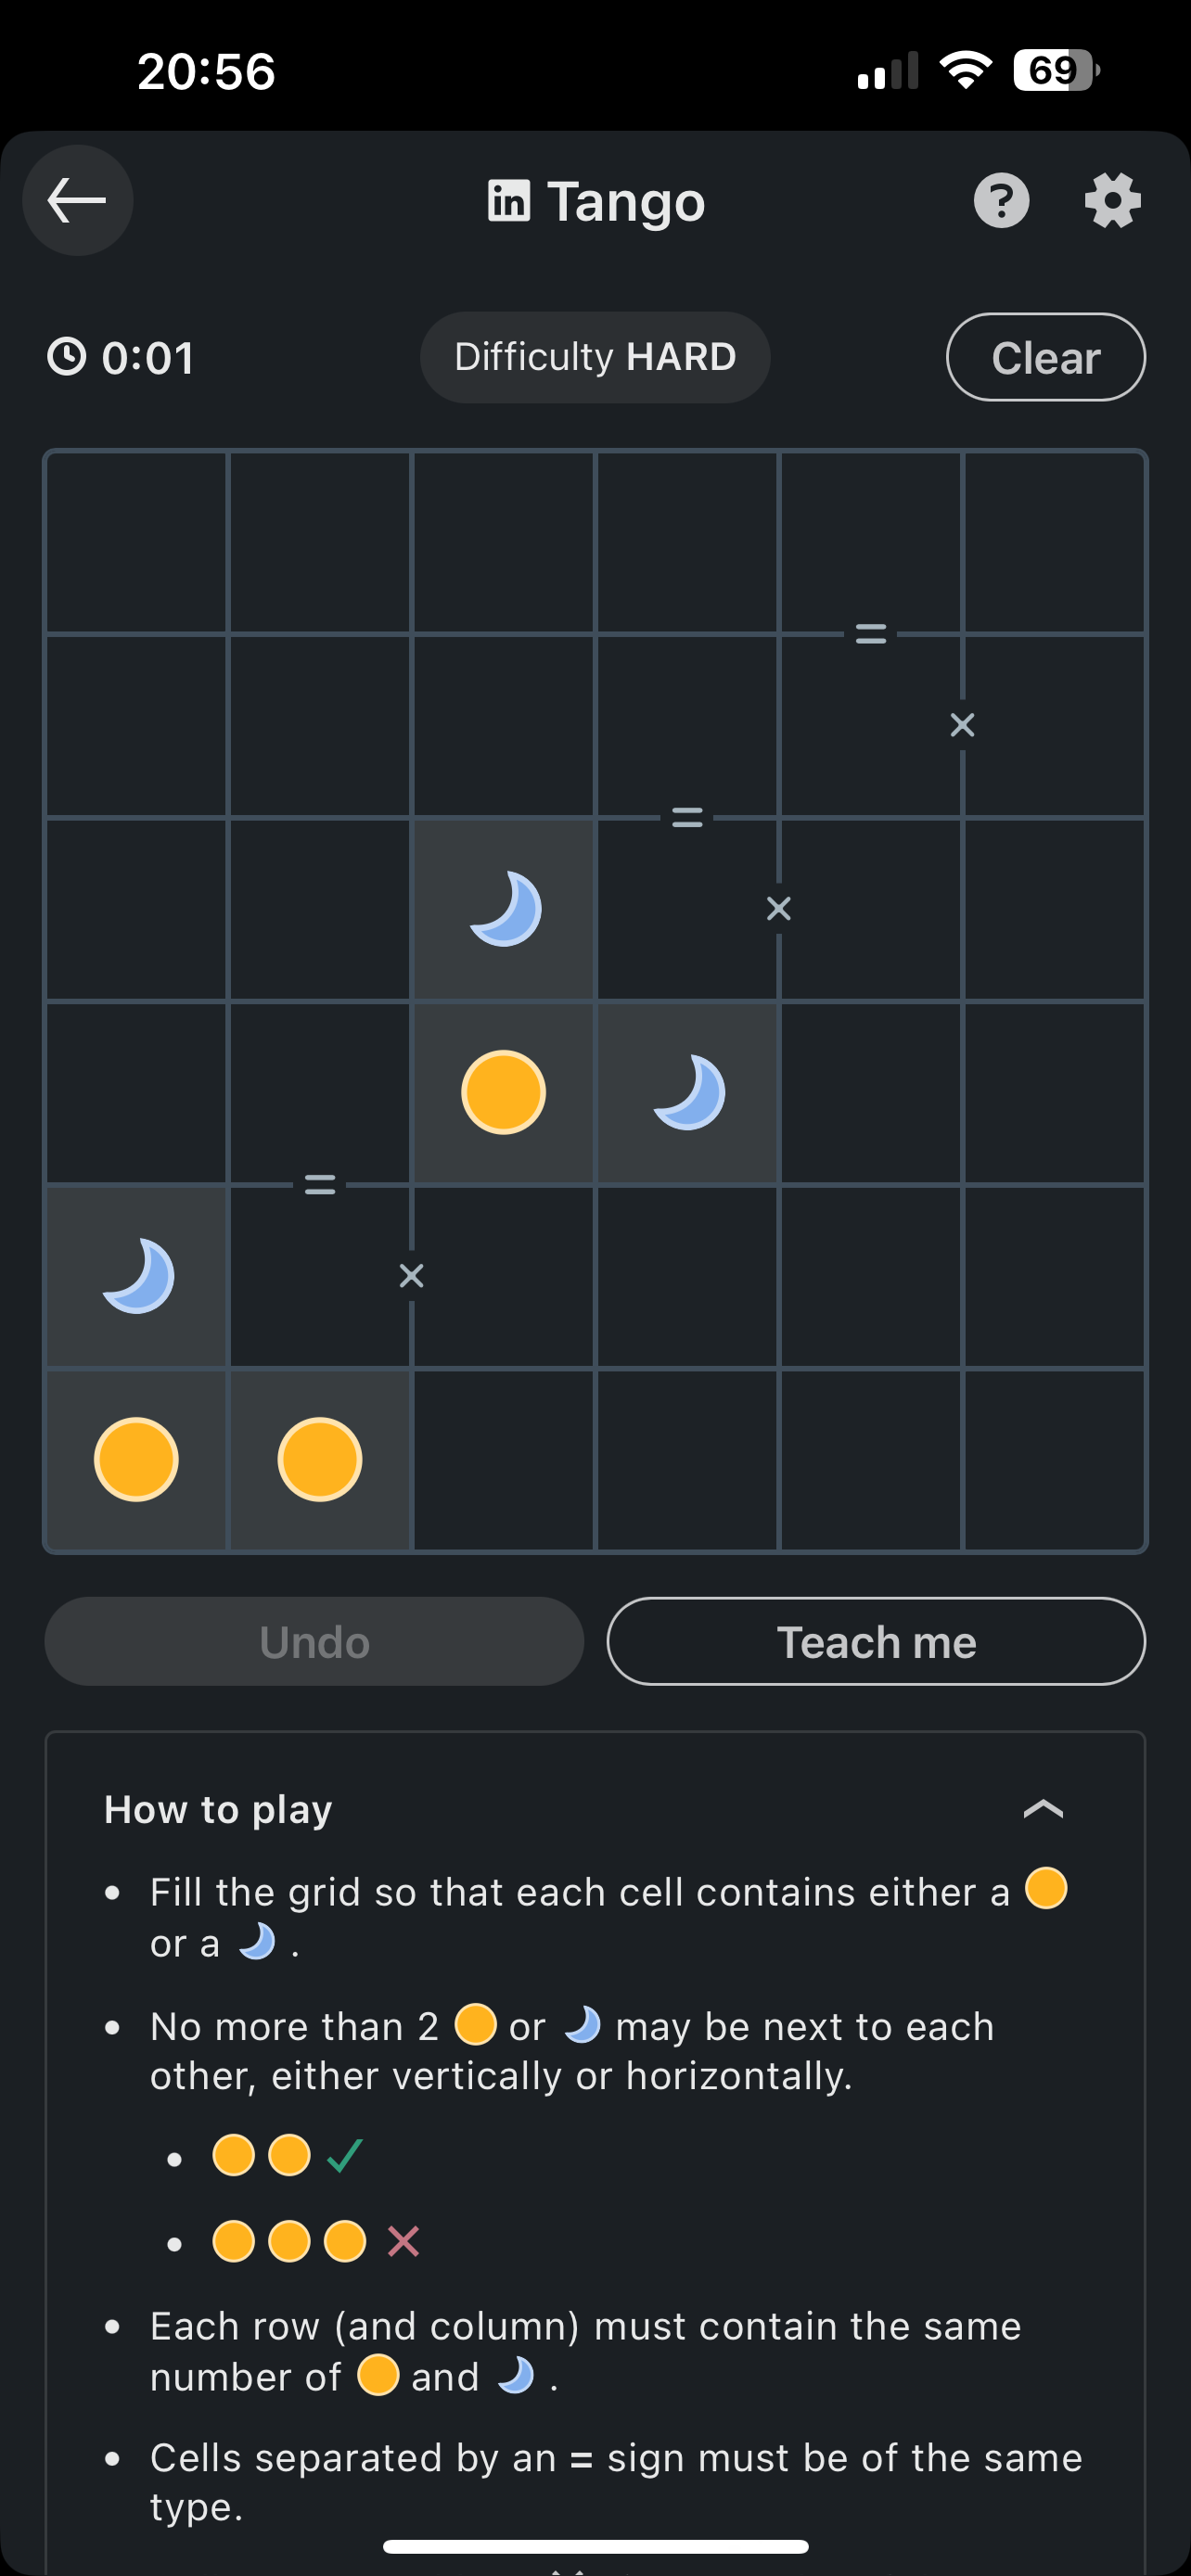 20:56
69
in Tango
?
0:01
Difficulty HARD
Clear
=
×
=
×
=
×
Undo
Teach me
How to play
• Fill the grid so that each cell contains either a
or a .
• No more than 2 or may be next to each
other, either vertically or horizontally.
• Each row (and column) must contain the same
number of and .
• Cells separated by an = sign must be of the same
type.